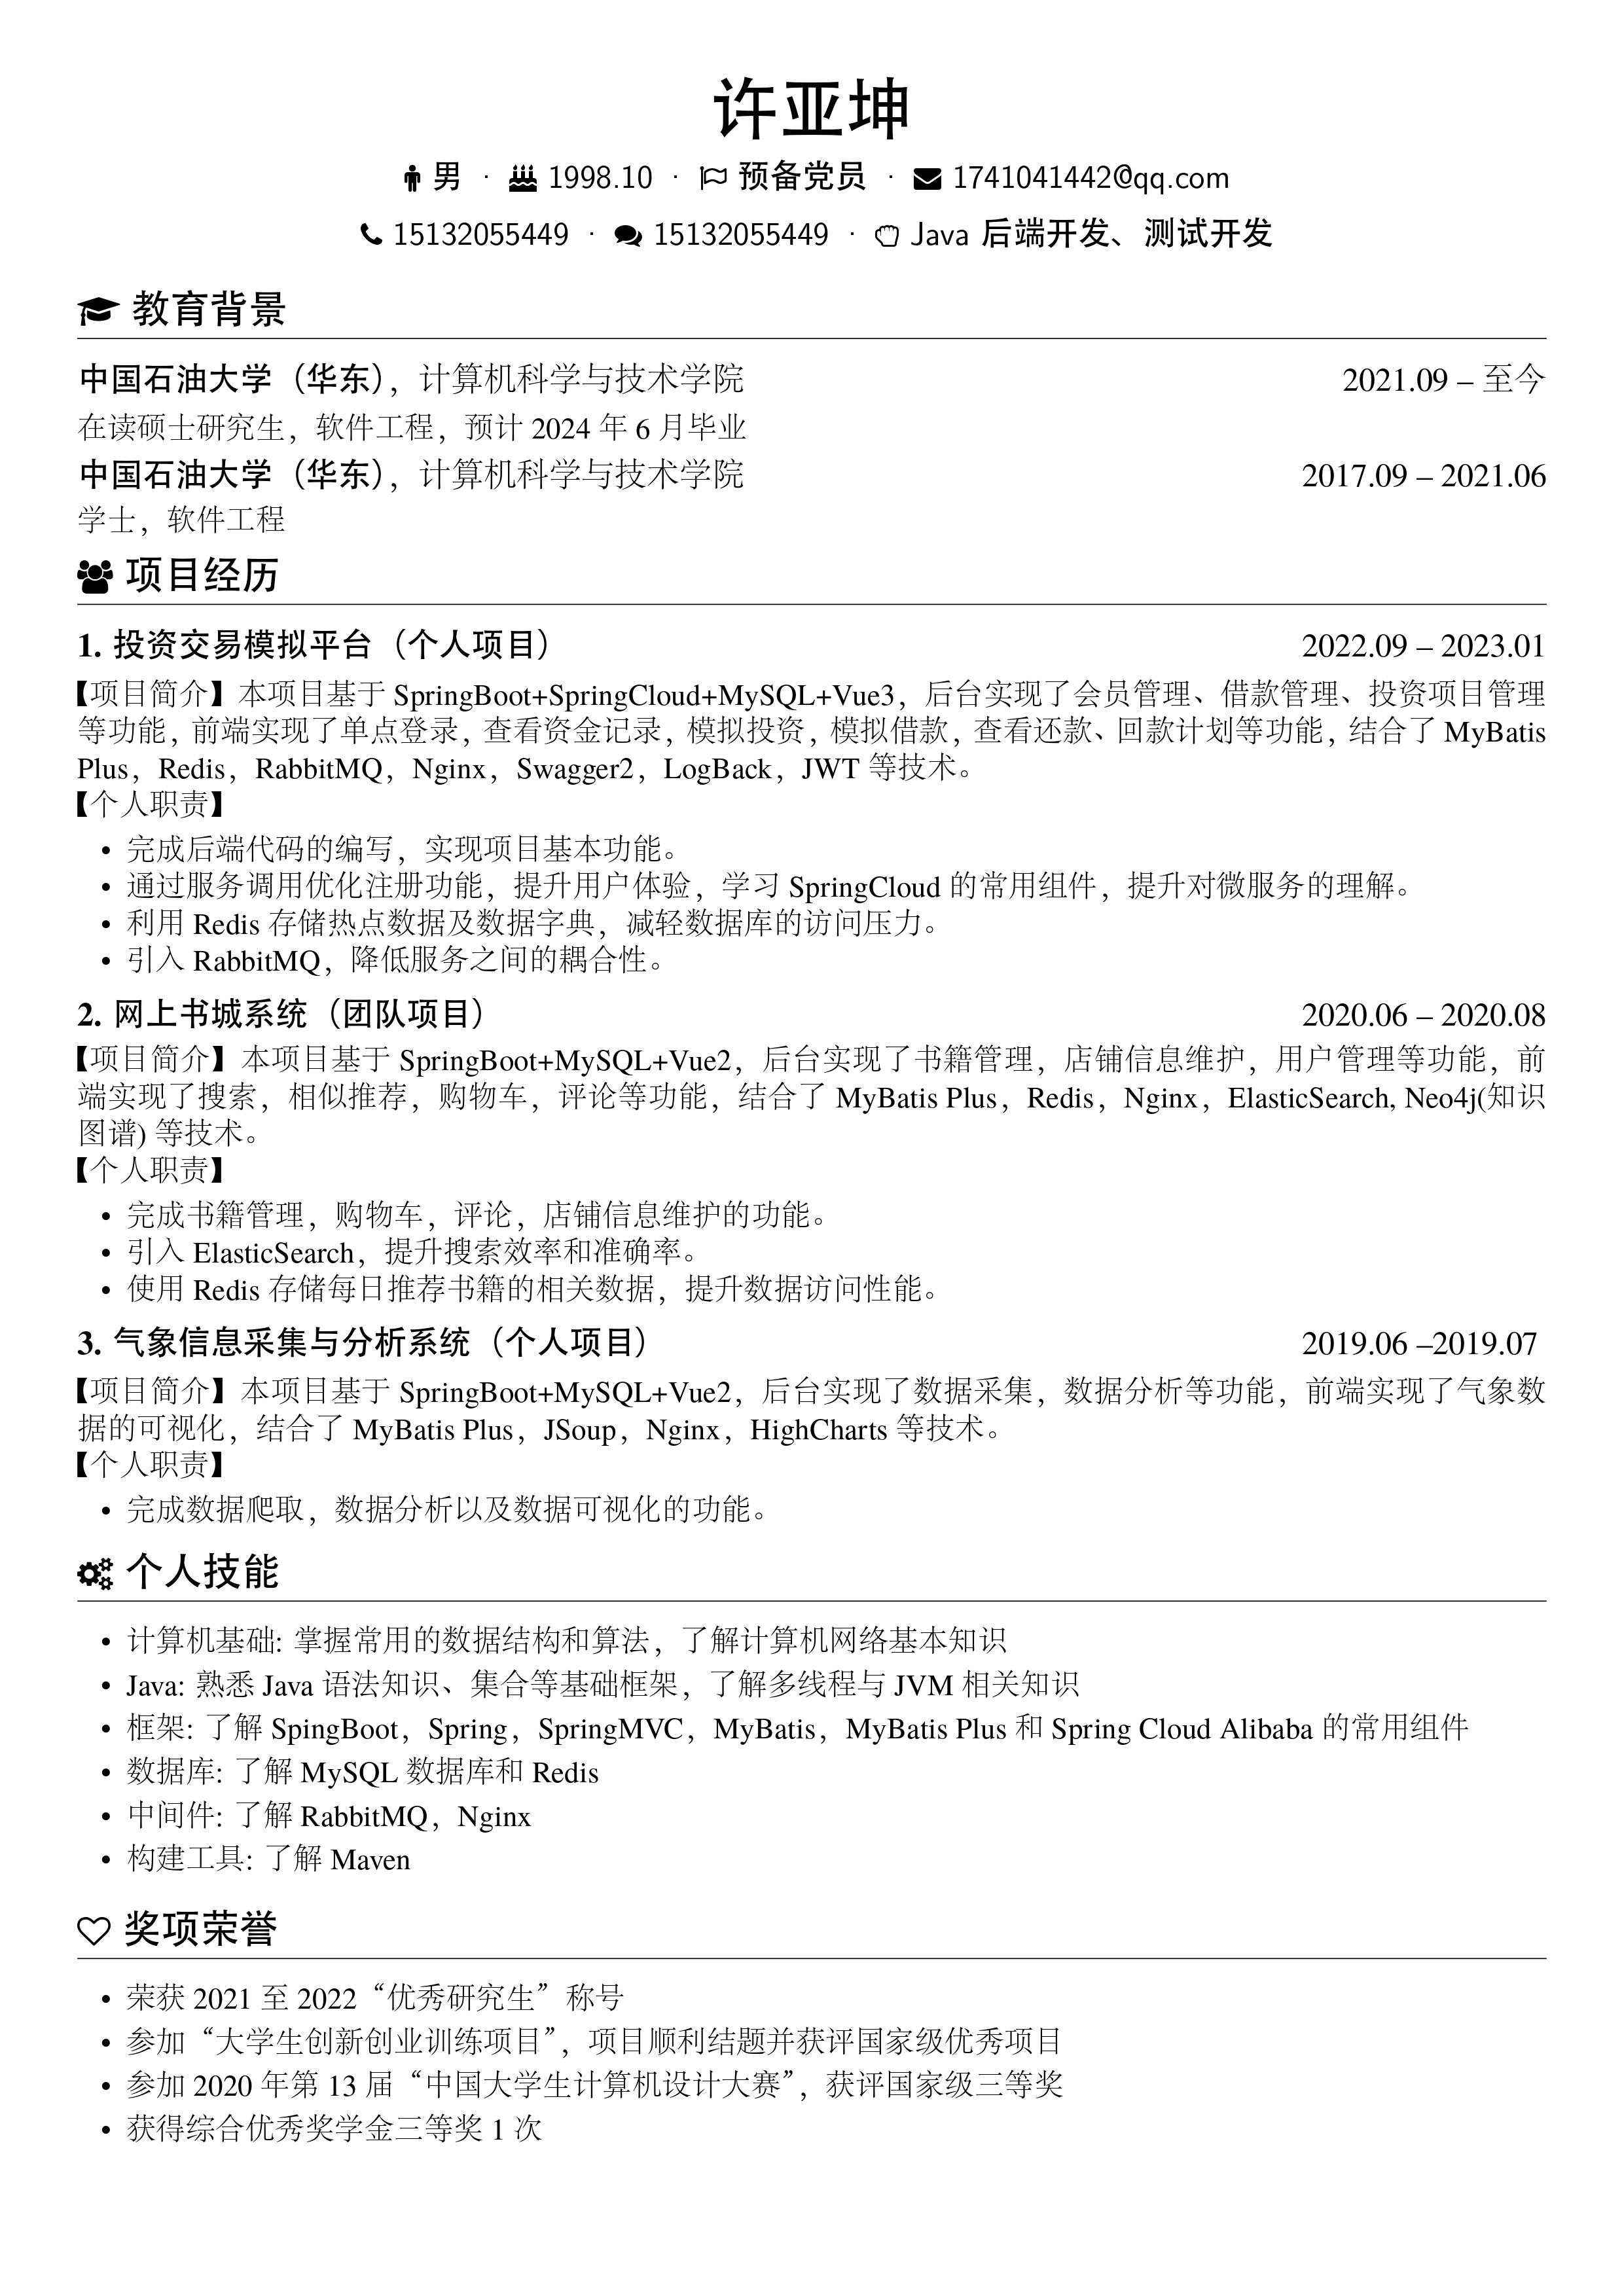 许亚坤
男 · 1998.10 · 预备党员 · 1741041442@qq.com
15132055449 · 15132055449 · Java 后端开发、测试开发
教育背景
中国石油大学（华东），计算机科学与技术学院 2021.09 – 至今
在读硕士研究生，软件工程，预计 2024 年 6 月毕业
中国石油大学（华东），计算机科学与技术学院 2017.09 – 2021.06
学士，软件工程
项目经历
1. 投资交易模拟平台（个人项目） 2022.09 – 2023.01
【项目简介】本项目基于 SpringBoot+SpringCloud+MySQL+Vue3，后台实现了会员管理、借款管理、投资项目管理
等功能，前端实现了单点登录，查看资金记录，模拟投资，模拟借款，查看还款、回款计划等功能，结合了 MyBatis
Plus，Redis，RabbitMQ，Nginx，Swagger2，LogBack，JWT 等技术。
【个人职责】
• 完成后端代码的编写，实现项目基本功能。
• 通过服务调用优化注册功能，提升用户体验，学习 SpringCloud 的常用组件，提升对微服务的理解。
• 利用 Redis 存储热点数据及数据字典，减轻数据库的访问压力。
• 引入 RabbitMQ，降低服务之间的耦合性。
2. 网上书城系统（团队项目） 2020.06 – 2020.08
【项目简介】本项目基于 SpringBoot+MySQL+Vue2，后台实现了书籍管理，店铺信息维护，用户管理等功能，前
端实现了搜索，相似推荐，购物车，评论等功能，结合了 MyBatis Plus，Redis，Nginx，ElasticSearch, Neo4j(知识
图谱) 等技术。
【个人职责】
• 完成书籍管理，购物车，评论，店铺信息维护的功能。
• 引入 ElasticSearch，提升搜索效率和准确率。
• 使用 Redis 存储每日推荐书籍的相关数据，提升数据访问性能。
3. 气象信息采集与分析系统（个人项目） 2019.06 –2019.07
【项目简介】本项目基于 SpringBoot+MySQL+Vue2，后台实现了数据采集，数据分析等功能，前端实现了气象数
据的可视化，结合了 MyBatis Plus，JSoup，Nginx，HighCharts 等技术。
【个人职责】
• 完成数据爬取，数据分析以及数据可视化的功能。
个人技能
• 计算机基础: 掌握常用的数据结构和算法，了解计算机网络基本知识
• Java: 熟悉 Java 语法知识、集合等基础框架，了解多线程与 JVM 相关知识
• 框架: 了解 SpingBoot，Spring，SpringMVC，MyBatis，MyBatis Plus 和 Spring Cloud Alibaba 的常用组件
• 数据库: 了解 MySQL 数据库和 Redis
• 中间件: 了解 RabbitMQ，Nginx
• 构建工具: 了解 Maven
奖项荣誉
• 荣获 2021 至 2022“优秀研究生”称号
• 参加“大学生创新创业训练项目”，项目顺利结题并获评国家级优秀项目
• 参加 2020 年第 13 届“中国大学生计算机设计大赛”，获评国家级三等奖
• 获得综合优秀奖学金三等奖 1 次